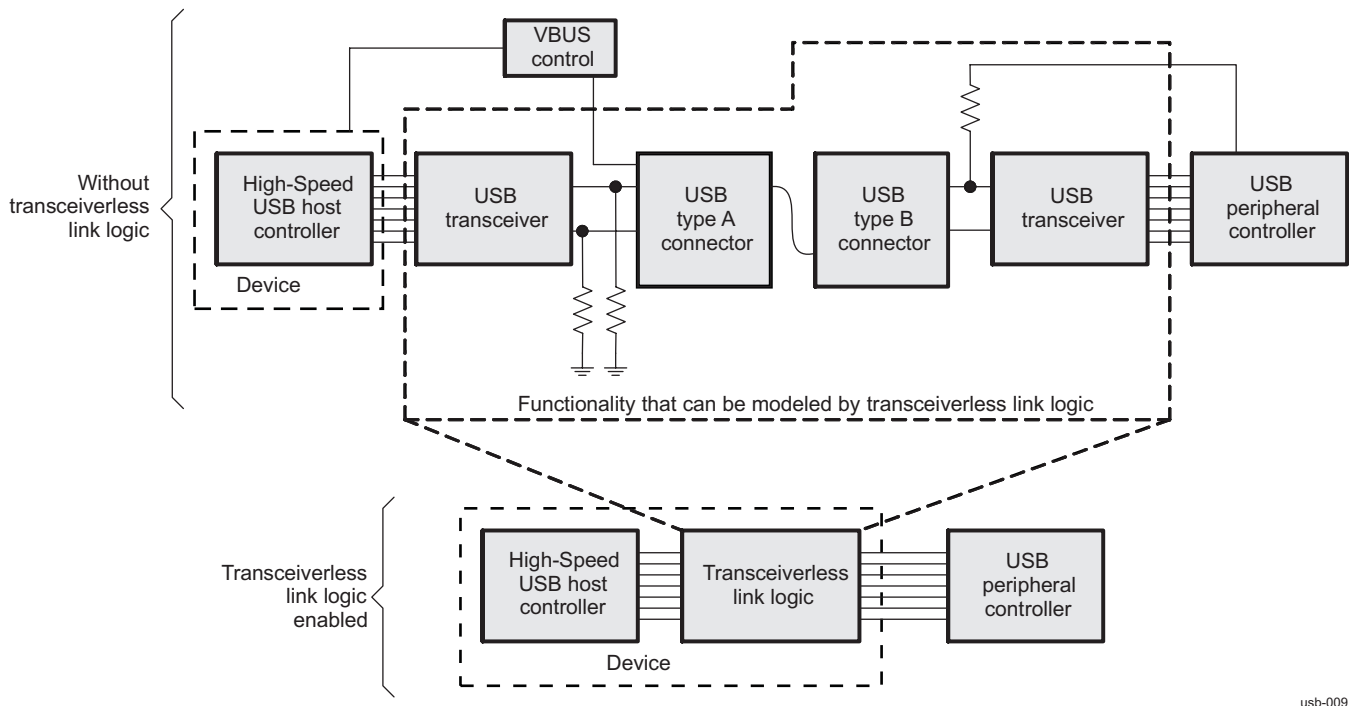 VBUS
control
Without
transceiverless
link logic
High-Speed
USB host
controller
Device
USB
transceiver
USB
type A
connector
USB
type B
connector
USB
transceiver
USB
peripheral
controller
Functionality that can be modeled by transceiverless link logic
Transceiverless
link logic
enabled
High-Speed
USB host
controller
Transceiverless
link logic
USB
peripheral
controller
Device
usb-009